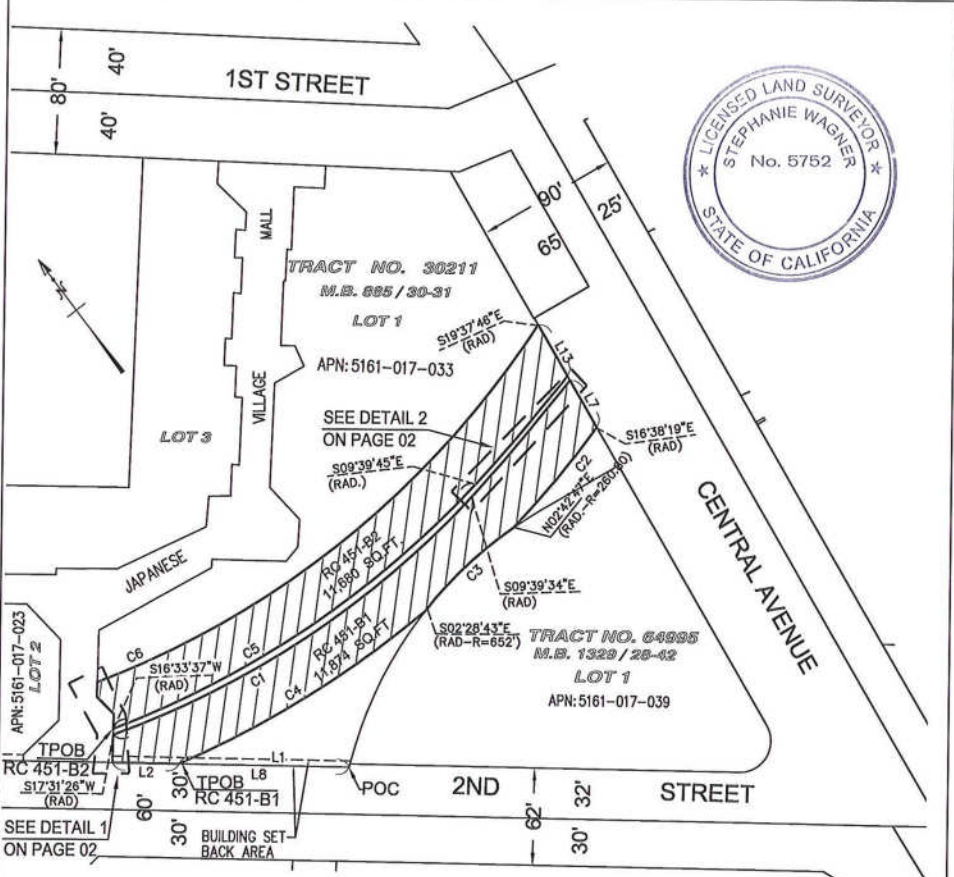 80'
40'
40'
1ST STREET
LICENSED LAND SURVEYOR
STEPHANIE WAGNER
No. 5752
STATE OF CALIFORNIA
90'
65'
25'
N
MALL
VILLAGE
JAPANESE
TRACT NO. 30211
M.B. 885 / 30-31
LOT 1
APN: 5161-017-033
LOT 3
S19°37'46"E
(RAD)
L13
L7
SEE DETAIL 2
ON PAGE 02
S09°39'45"E
(RAD.)
S16°38'19"E
(RAD)
C2
N02°42'47"E
CENTRAL AVENUE
RC 451-B2
11,680 SQ.FT.
C3
S09°39'34"E
(RAD)
RC 451-B1
11,874 SQ.FT
S02°28'43"E
(RAD-R=652')
TRACT NO. 64995
M.B. 1329 / 28-42
LOT 1
APN: 5161-017-039
APN: 5161-017-023
LOT 2
C6
C5
C1
C4
S16°33'37"W
(RAD)
TPOB
RC 451-B2
S17°31'26"W
(RAD)
L2
L1
L8
TPOB
RC 451-B1
POC
2ND STREET
60'
30'
30'
62'
32'
30'
SEE DETAIL 1
ON PAGE 02
BUILDING SET
BACK AREA